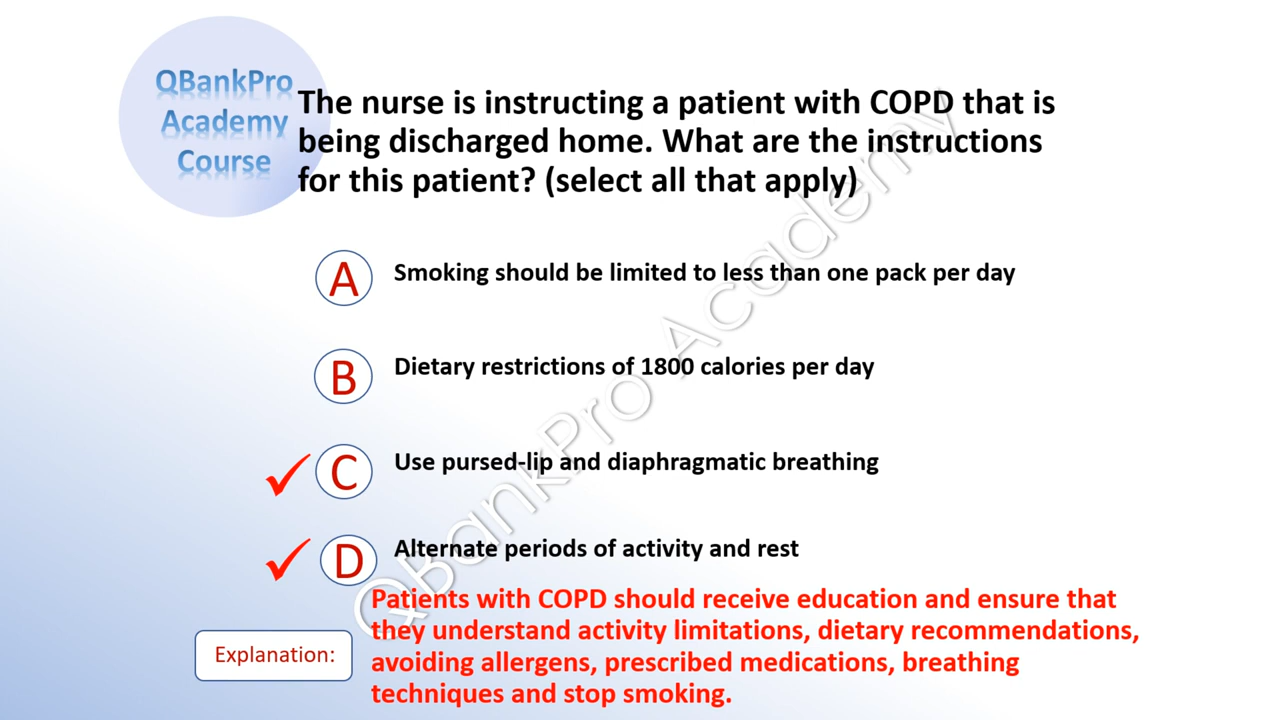 QBankPro
Academy
Course
The nurse is instructing a patient with COPD that is
being discharged home. What are the instructions
for this patient? (select all that apply)
A
Smoking should be limited to less than one pack per day
B
Dietary restrictions of 1800 calories per day
C
Use pursed-lip and diaphragmatic breathing
D
Alternate periods of activity and rest
Explanation:
Patients with COPD should receive education and ensure that
they understand activity limitations, dietary recommendations,
avoiding allergens, prescribed medications, breathing
techniques and stop smoking.
QBankPro Academy